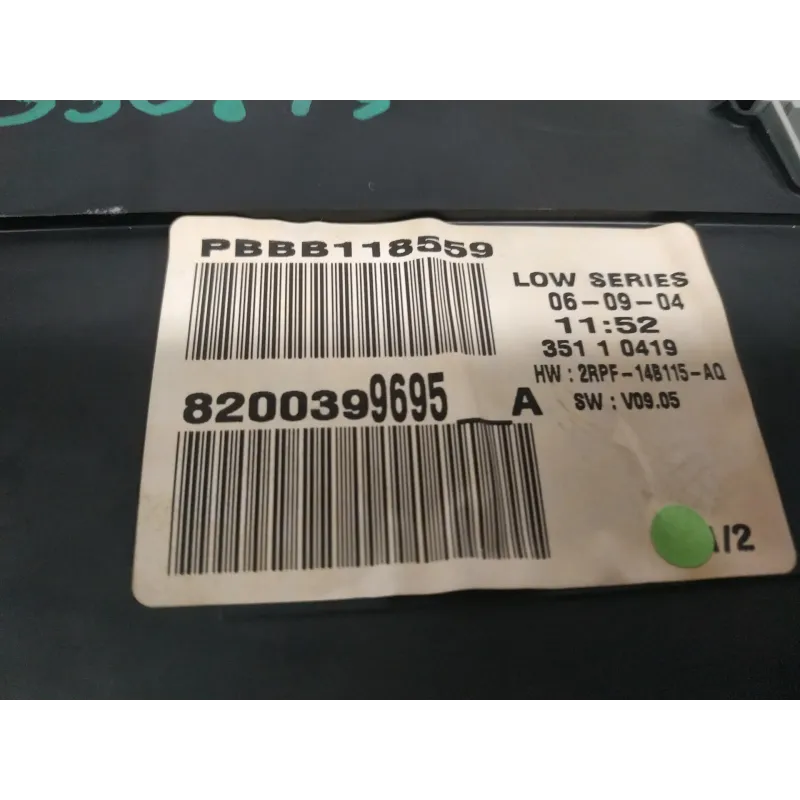 PBBB118559
LOW SERIES
06-09-04
11:52
351 1 0419
HW : 2RPF-14B115-AQ
SW : V09.05
8200399695__A
1/2